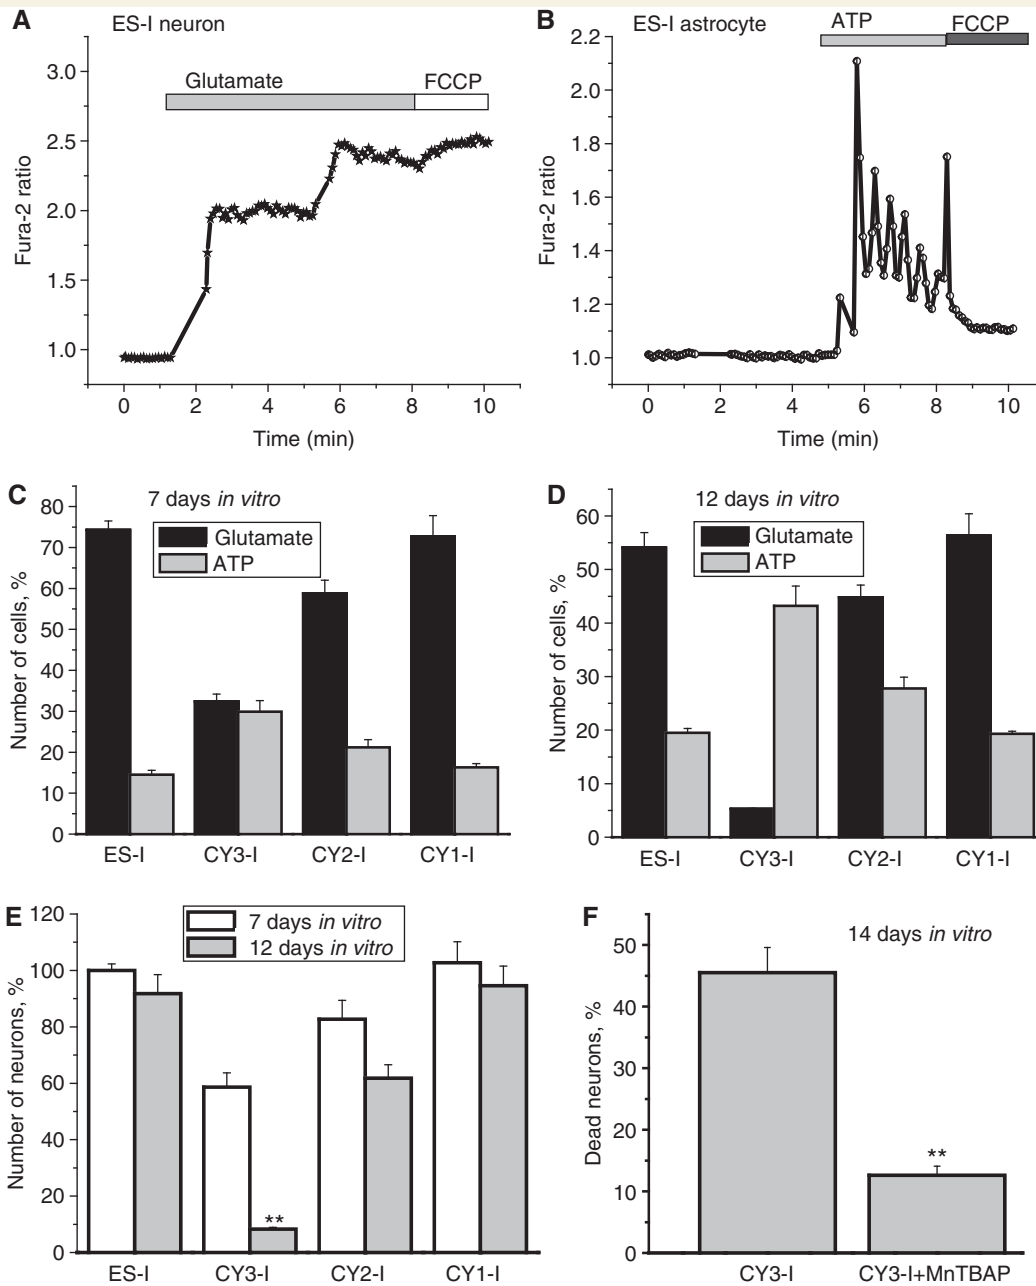 A
ES-I neuron
Glutamate
FCCP
3.0
2.5
2.0
1.5
1.0
Fura-2 ratio
0 2 4 6 8 10
Time (min)
B
ES-I astrocyte
ATP
FCCP
2.2
2.0
1.8
1.6
1.4
1.2
1.0
Fura-2 ratio
0 2 4 6 8 10
Time (min)
C
7 days in vitro
Glutamate
ATP
80
70
60
50
40
30
20
10
0
Number of cells, %
ES-I CY3-I CY2-I CY1-I
D
12 days in vitro
Glutamate
ATP
60
50
40
30
20
10
0
Number of cells, %
ES-I CY3-I CY2-I CY1-I
E
7 days in vitro
12 days in vitro
120
100
80
60
40
20
0
Number of neurons, %
**
ES-I CY3-I CY2-I CY1-I
F
14 days in vitro
50
40
30
20
10
0
Dead neurons, %
**
CY3-I CY3-I+MnTBAP